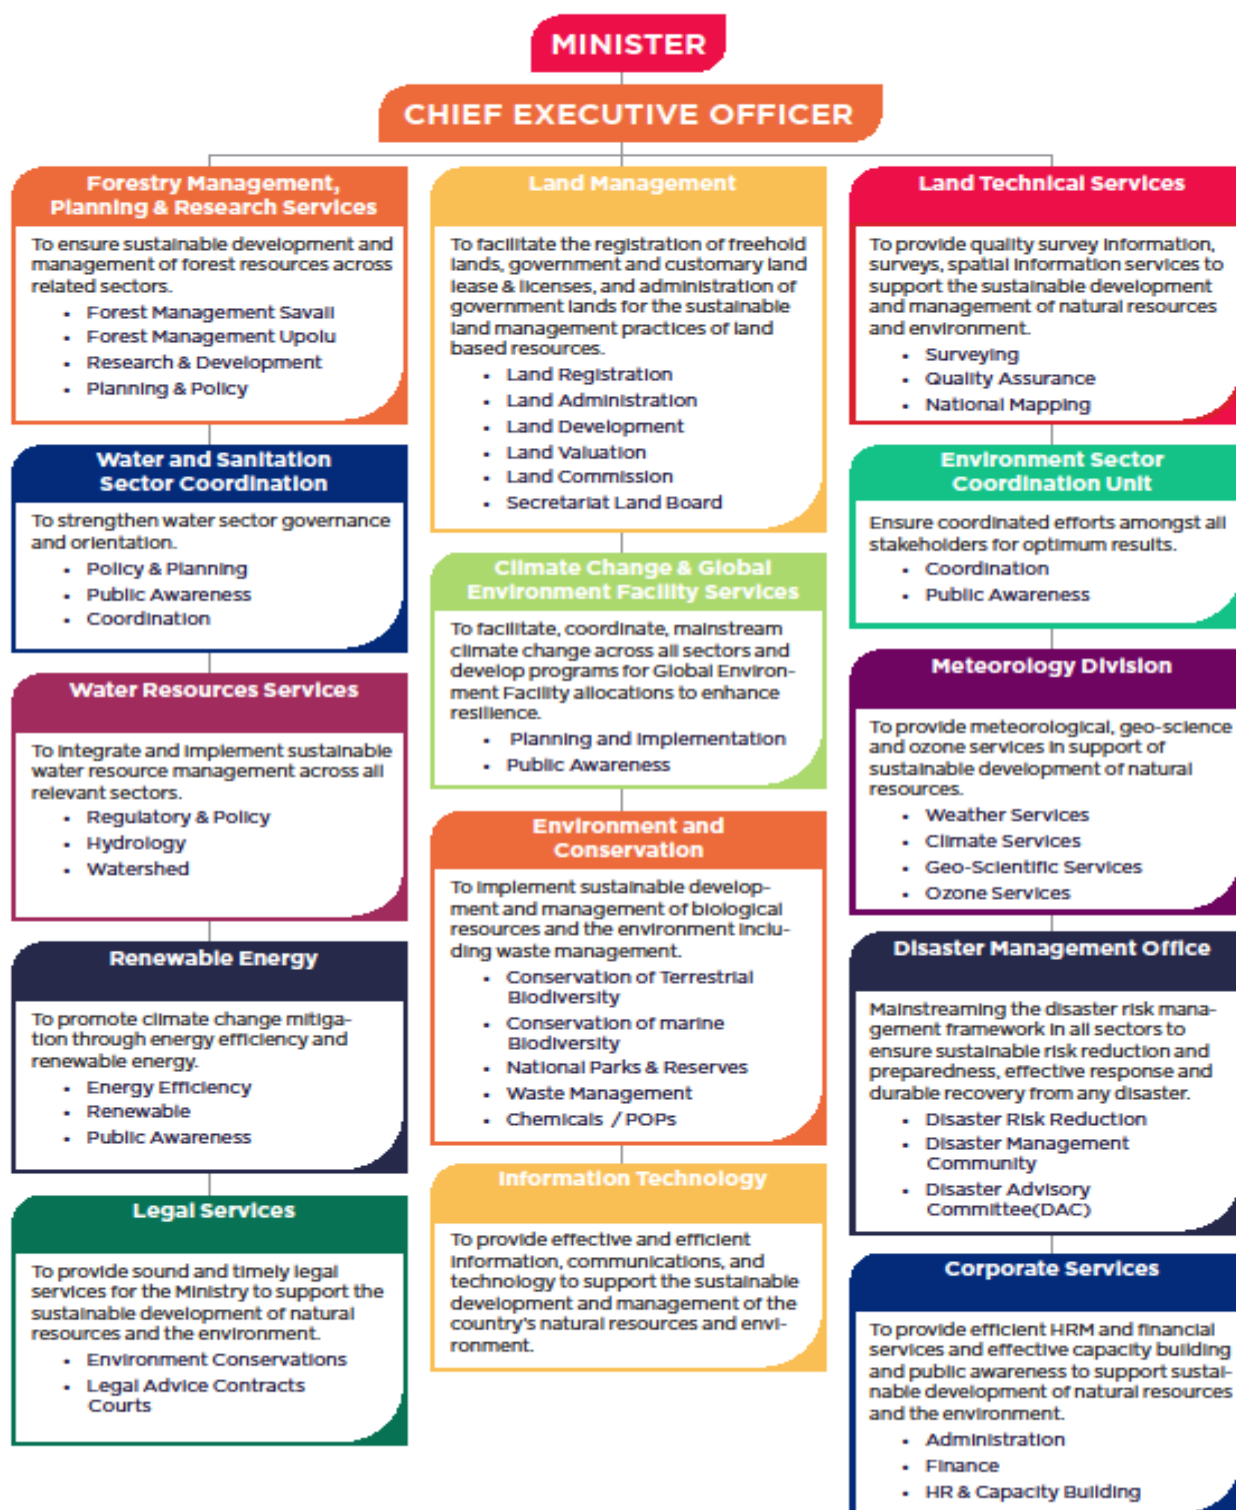 MINISTER
CHIEF EXECUTIVE OFFICER
Forestry Management,
Planning & Research Services
To ensure sustainable development and
management of forest resources across
related sectors.
• Forest Management Savaii
• Forest Management Upolu
• Research & Development
• Planning & Policy
Water and Sanitation
Sector Coordination
To strengthen water sector governance
and orientation.
• Policy & Planning
• Public Awareness
• Coordination
Water Resources Services
To integrate and implement sustainable
water resource management across all
relevant sectors.
• Regulatory & Policy
• Hydrology
• Watershed
Renewable Energy
To promote climate change mitiga-
tion through energy efficiency and
renewable energy.
• Energy Efficiency
• Renewable
• Public Awareness
Legal Services
To provide sound and timely legal
services for the Ministry to support the
sustainable development of natural
resources and the environment.
• Environment Conservations
• Legal Advice Contracts
Courts
Land Management
To facilitate the registration of freehold
lands, government and customary land
lease & licenses, and administration of
government lands for the sustainable
land management practices of land
based resources.
• Land Registration
• Land Administration
• Land Development
• Land Valuation
• Land Commission
• Secretariat Land Board
Climate Change & Global
Environment Facility Services
To facilitate, coordinate, mainstream
climate change across all sectors and
develop programs for Global Environ-
ment Facility allocations to enhance
resilience.
• Planning and Implementation
• Public Awareness
Environment and
Conservation
To implement sustainable develop-
ment and management of biological
resources and the environment inclu-
ding waste management.
• Conservation of Terrestrial
Biodiversity
• Conservation of marine
Biodiversity
• National Parks & Reserves
• Waste Management
• Chemicals / POPs
Information Technology
To provide effective and efficient
information, communications, and
technology to support the sustainable
development and management of the
country's natural resources and envi-
ronment.
Land Technical Services
To provide quality survey information,
surveys, spatial information services to
support the sustainable development
and management of natural resources
and environment.
• Surveying
• Quality Assurance
• National Mapping
Environment Sector
Coordination Unit
Ensure coordinated efforts amongst all
stakeholders for optimum results.
• Coordination
• Public Awareness
Meteorology Division
To provide meteorological, geo-science
and ozone services in support of
sustainable development of natural
resources.
• Weather Services
• Climate Services
• Geo-Scientific Services
• Ozone Services
Disaster Management Office
Mainstreaming the disaster risk mana-
gement framework in all sectors to
ensure sustainable risk reduction and
preparedness, effective response and
durable recovery from any disaster.
• Disaster Risk Reduction
• Disaster Management
Community
• Disaster Advisory
Committee(DAC)
Corporate Services
To provide efficient HRM and financial
services and effective capacity building
and public awareness to support sustai-
nable development of natural resources
and the environment.
• Administration
• Finance
• HR & Capacity Building